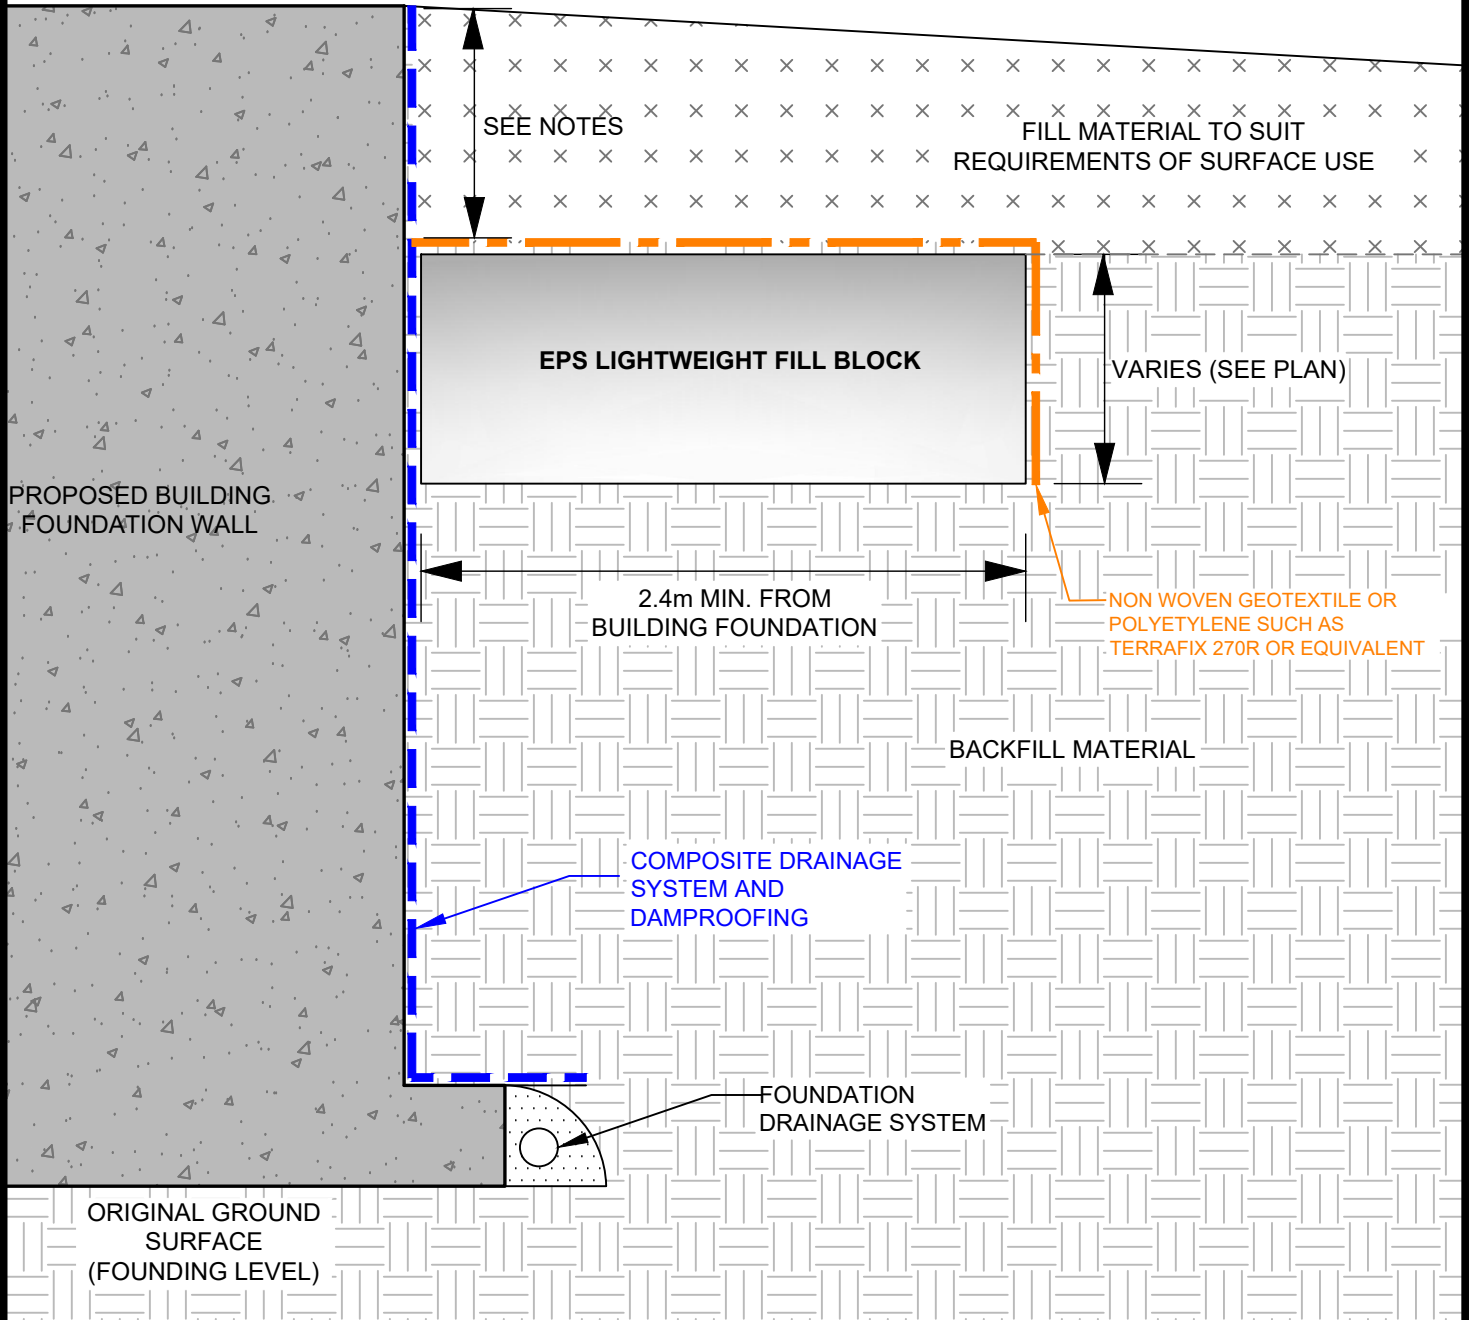 SEE NOTES
FILL MATERIAL TO SUIT
REQUIREMENTS OF SURFACE USE
EPS LIGHTWEIGHT FILL BLOCK
VARIES (SEE PLAN)
PROPOSED BUILDING
FOUNDATION WALL
2.4m MIN. FROM
BUILDING FOUNDATION
NON WOVEN GEOTEXTILE OR
POLYETYLENE SUCH AS
TERRAFIX 270R OR EQUIVALENT
BACKFILL MATERIAL
COMPOSITE DRAINAGE
SYSTEM AND
DAMPROOFING
FOUNDATION
DRAINAGE SYSTEM
ORIGINAL GROUND
SURFACE
(FOUNDING LEVEL)